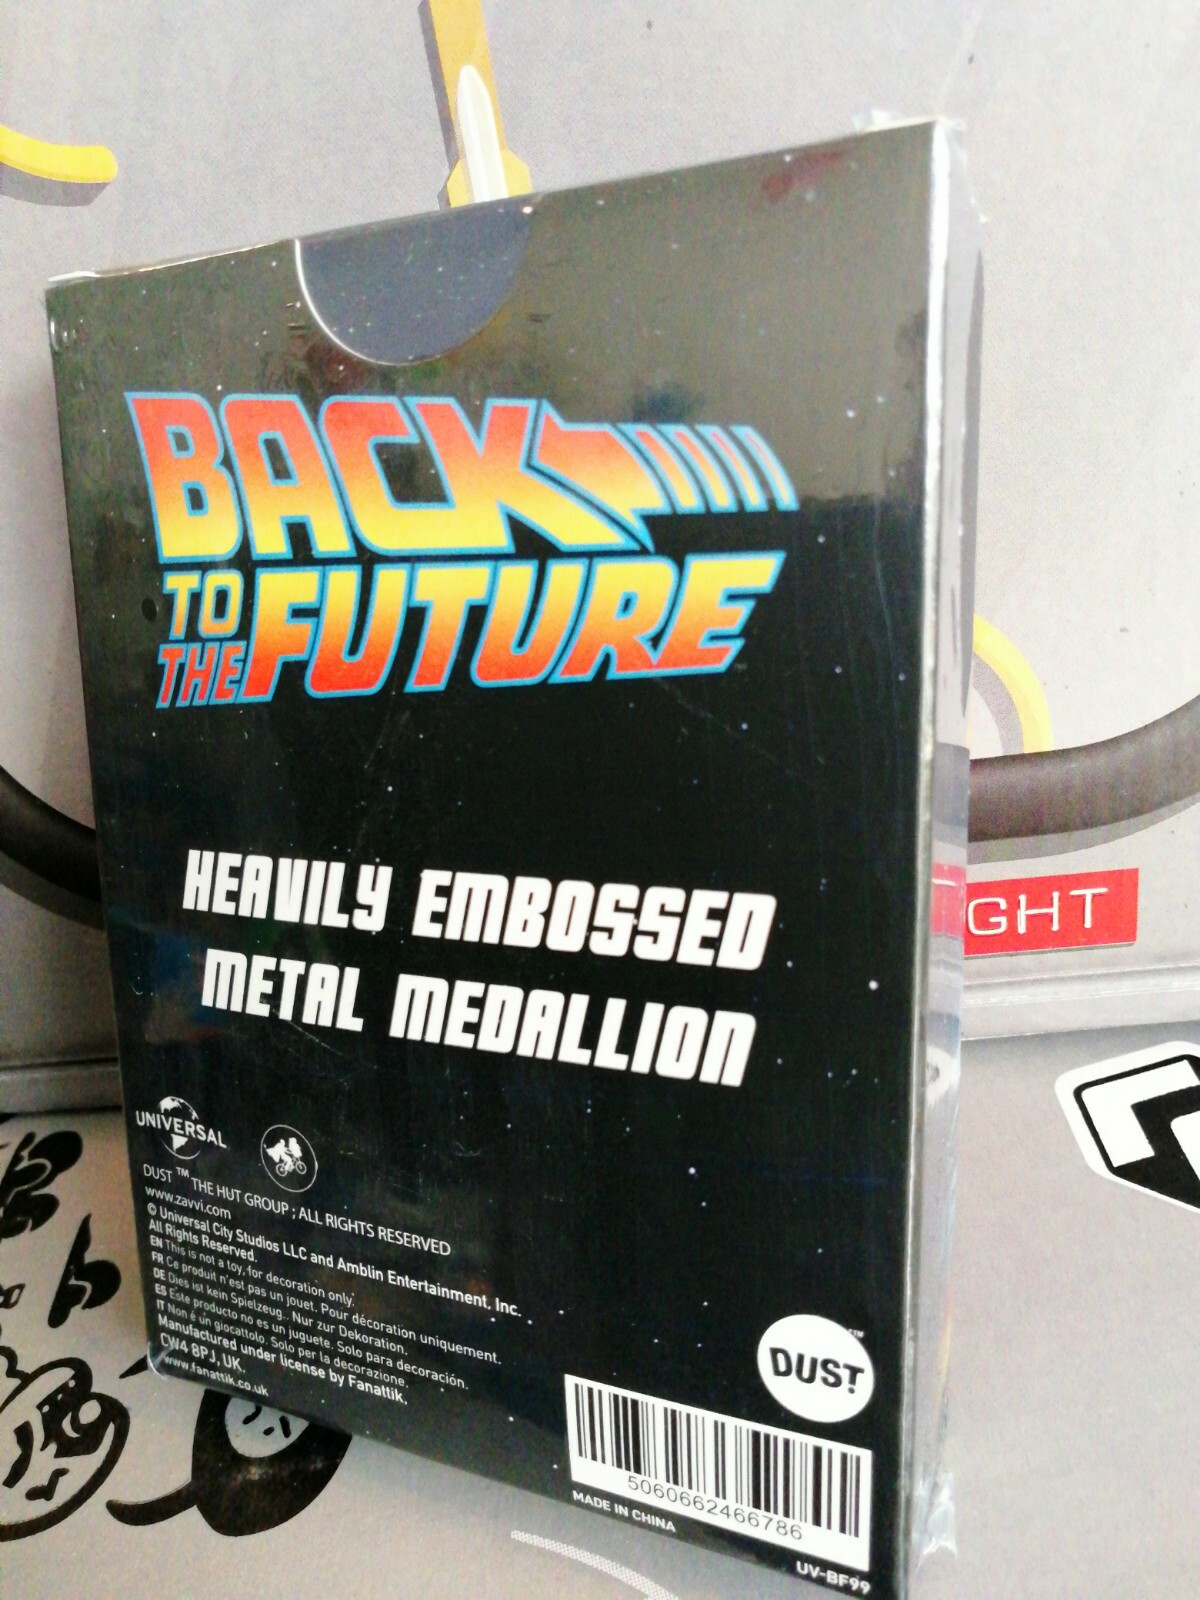 BACK
TO
THE FUTURE
HEAVILY EMBOSSED
METAL MEDALLION
GHT
UNIVERSAL
DUST ™ THE HUT GROUP ; ALL RIGHTS RESERVED
www.zavvi.com
© Universal City Studios LLC and Amblin Entertainment, Inc.
All Rights Reserved.
EN This is not a toy, for decoration only.
FR Ce produit n'est pas un jouet. Pour décoration uniquement.
DE Dies ist kein Spielzeug.. Nur zur Dekoration.
ES Este producto no es un juguete. Solo para decoración.
IT Non é un giocattolo. Solo per la decorazione.
Manufactured under license by Fanattik,
CW4 8PJ, UK.
www.fanattik.co.uk
DUST™
5060662466786
MADE IN CHINA
UV-BF99